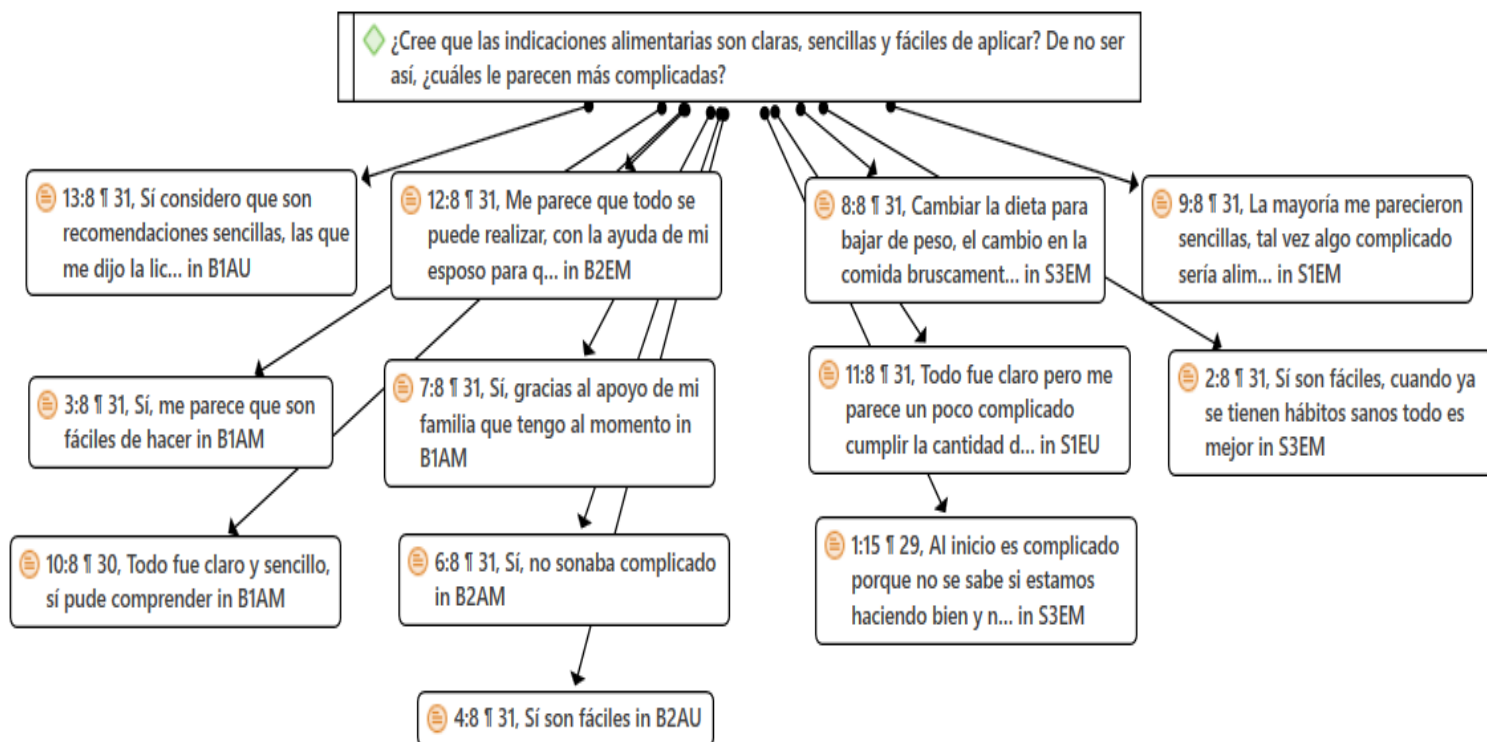 ¿Cree que las indicaciones alimentarias son claras, sencillas y fáciles de aplicar? De no ser
así, ¿cuáles le parecen más complicadas?
13:8 ¶ 31, Sí considero que son
recomendaciones sencillas, las que
me dijo la lic... in B1AU
12:8 ¶ 31, Me parece que todo se
puede realizar, con la ayuda de mi
esposo para q... in B2EM
8:8 ¶ 31, Cambiar la dieta para
bajar de peso, el cambio en la
comida bruscament... in S3EM
9:8 ¶ 31, La mayoría me parecieron
sencillas, tal vez algo complicado
sería alim... in S1EM
3:8 ¶ 31, Sí, me parece que son
fáciles de hacer in B1AM
7:8 ¶ 31, Sí, gracias al apoyo de mi
familia que tengo al momento in
B1AM
11:8 ¶ 31, Todo fue claro pero me
parece un poco complicado
cumplir la cantidad d... in S1EU
2:8 ¶ 31, Sí son fáciles, cuando ya
se tienen hábitos sanos todo es
mejor in S3EM
10:8 ¶ 30, Todo fue claro y sencillo,
sí pude comprender in B1AM
6:8 ¶ 31, Sí, no sonaba complicado
in B2AM
1:15 ¶ 29, Al inicio es complicado
porque no se sabe si estamos
haciendo bien y n... in S3EM
4:8 ¶ 31, Sí son fáciles in B2AU